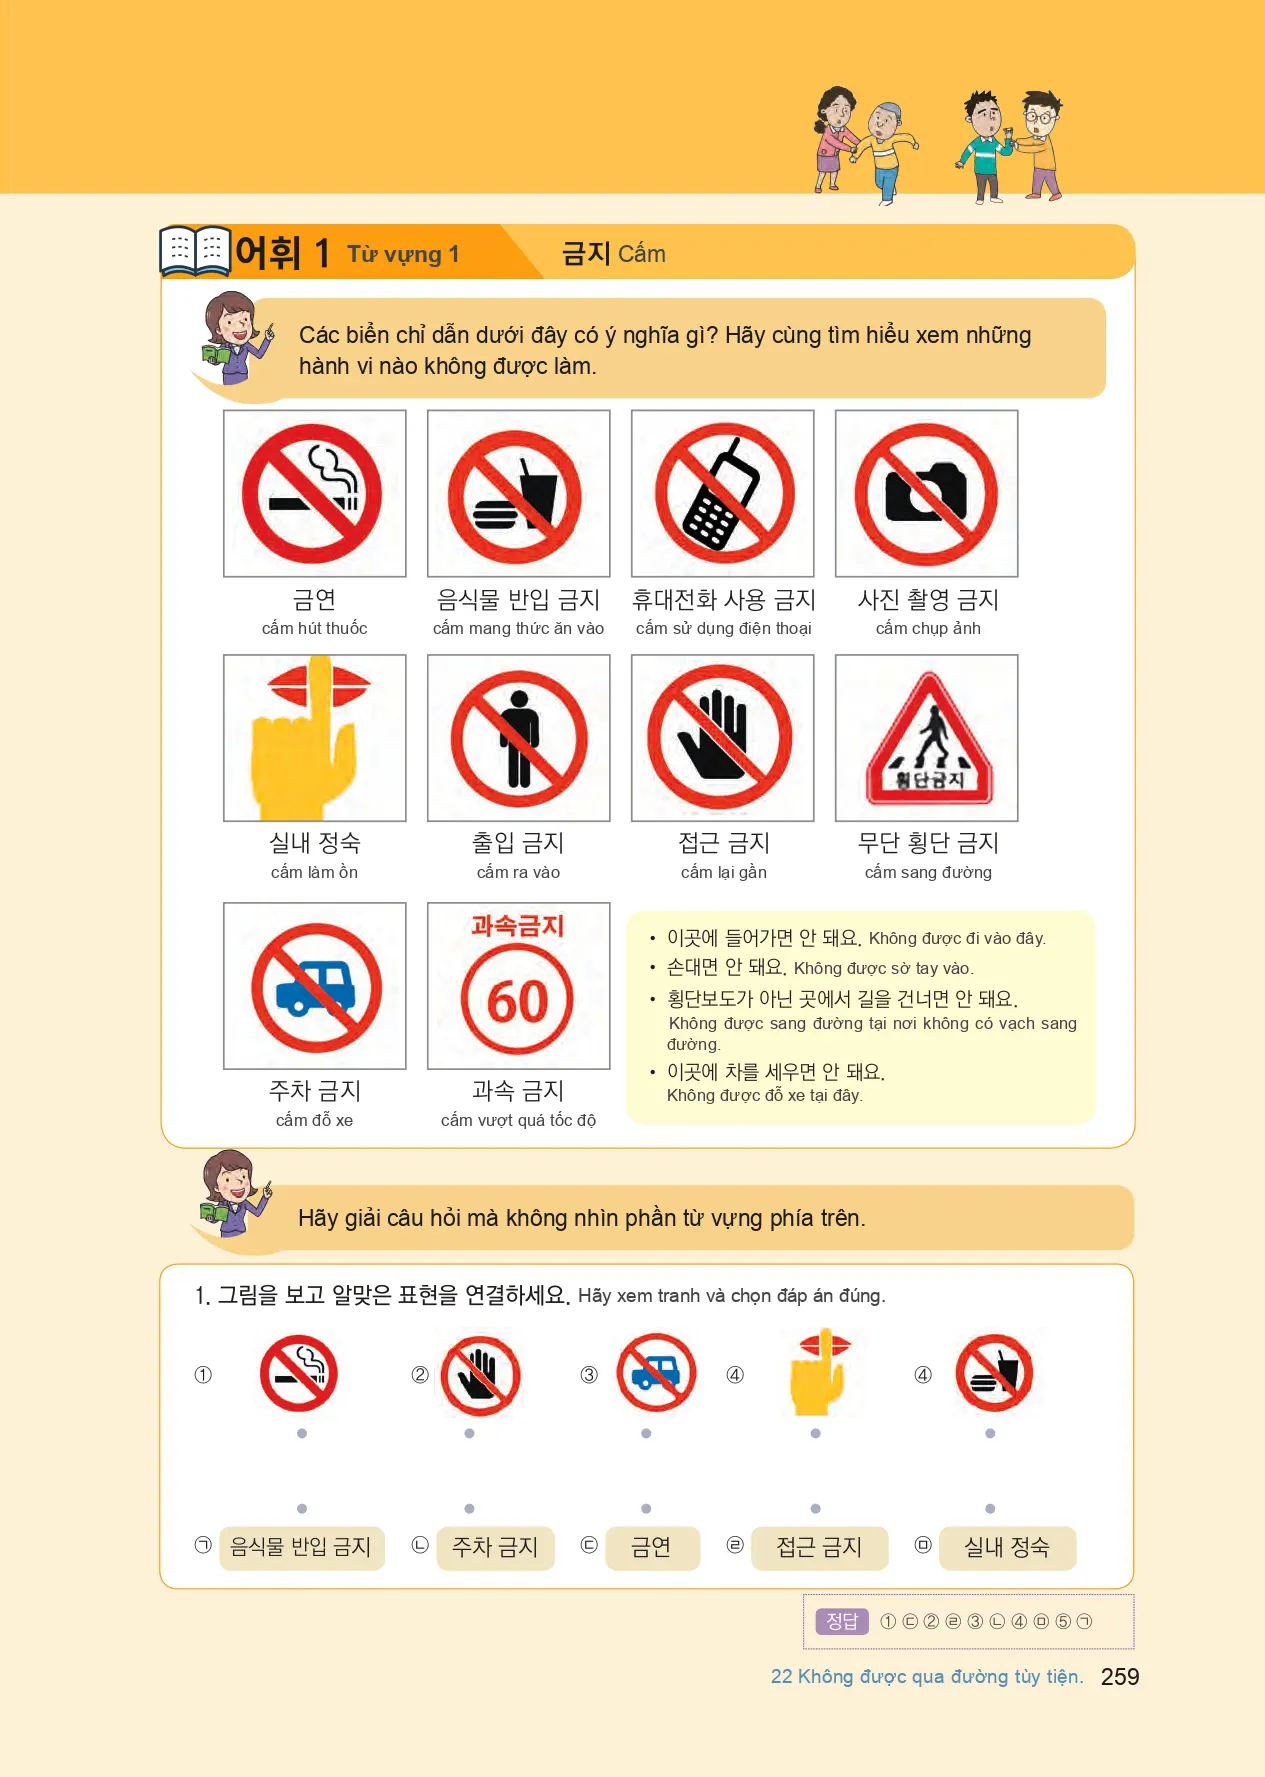 어휘 1 Từ vựng 1 금지 Cấm
Các biển chỉ dẫn dưới đây có ý nghĩa gì? Hãy cùng tìm hiểu xem những
hành vi nào không được làm.
금연 음식물 반입 금지 휴대전화 사용 금지 사진 촬영 금지
cấm hút thuốc cấm mang thức ăn vào cấm sử dụng điện thoại cấm chụp ảnh
횡단금지
실내 정숙 출입 금지 접근 금지 무단 횡단 금지
cấm làm ồn cấm ra vào cấm lại gần cấm sang đường
과속금지
60
주차 금지 과속 금지
cấm đỗ xe cấm vượt quá tốc độ
• 이곳에 들어가면 안 돼요. Không được đi vào đây.
• 손대면 안 돼요. Không được sờ tay vào.
• 횡단보도가 아닌 곳에서 길을 건너면 안 돼요.
Không được sang đường tại nơi không có vạch sang
đường.
• 이곳에 차를 세우면 안 돼요.
Không được đỗ xe tại đây.
Hãy giải câu hỏi mà không nhìn phần từ vựng phía trên.
1. 그림을 보고 알맞은 표현을 연결하세요. Hãy xem tranh và chọn đáp án đúng.
① ② ③ ④ ④
㉠ 음식물 반입 금지 ㉡ 주차 금지 ㉢ 금연 ㉣ 접근 금지 ㉤ 실내 정숙
정답 ① ㉢ ② ㉣ ③ ㉡ ④ ㉤ ⑤ ㉠
22 Không được qua đường tùy tiện. 259